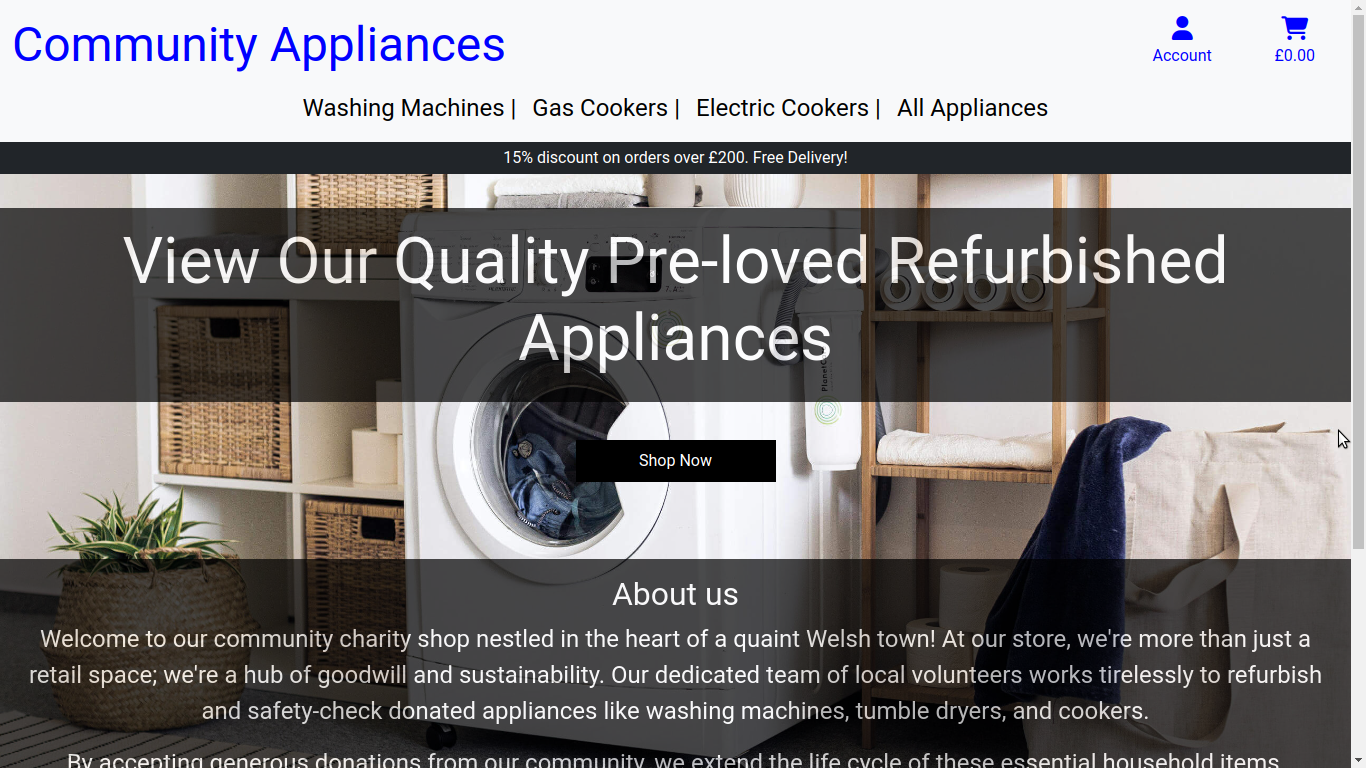 Community Appliances
Account
£0.00
Washing Machines |
Gas Cookers |
Electric Cookers |
All Appliances
15% discount on orders over £200. Free Delivery!
View Our Quality Pre-loved Refurbished
Appliances
Shop Now
About us
Welcome to our community charity shop nestled in the heart of a quaint Welsh town! At our store, we're more than just a
retail space; we're a hub of goodwill and sustainability. Our dedicated team of local volunteers works tirelessly to refurbish
and safety-check donated appliances like washing machines, tumble dryers, and cookers.
By accepting generous donations from our community, we extend the life cycle of these essential household items